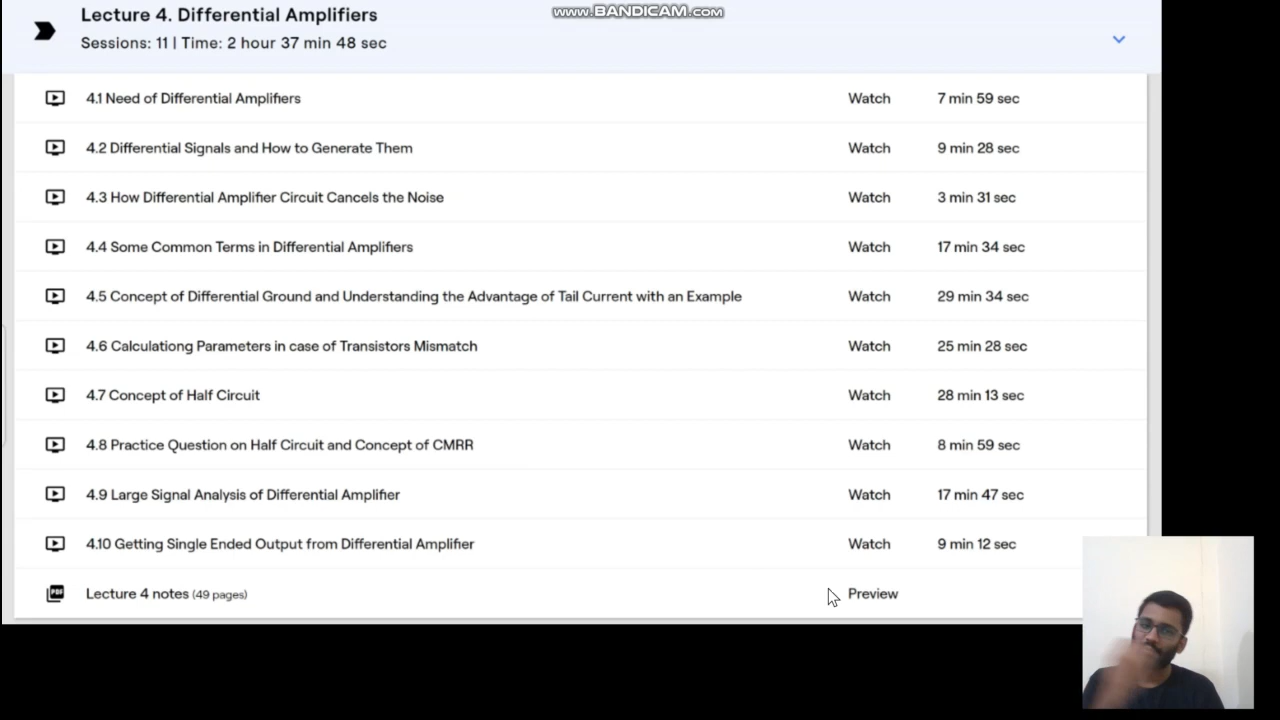 www.BANDICAM.com
Lecture 4. Differential Amplifiers
Sessions: 11 | Time: 2 hour 37 min 48 sec
4.1 Need of Differential Amplifiers Watch 7 min 59 sec
4.2 Differential Signals and How to Generate Them Watch 9 min 28 sec
4.3 How Differential Amplifier Circuit Cancels the Noise Watch 3 min 31 sec
4.4 Some Common Terms in Differential Amplifiers Watch 17 min 34 sec
4.5 Concept of Differential Ground and Understanding the Advantage of Tail Current with an Example Watch 29 min 34 sec
4.6 Calculationg Parameters in case of Transistors Mismatch Watch 25 min 28 sec
4.7 Concept of Half Circuit Watch 28 min 13 sec
4.8 Practice Question on Half Circuit and Concept of CMRR Watch 8 min 59 sec
4.9 Large Signal Analysis of Differential Amplifier Watch 17 min 47 sec
4.10 Getting Single Ended Output from Differential Amplifier Watch 9 min 12 sec
PDF Lecture 4 notes (49 pages) Preview